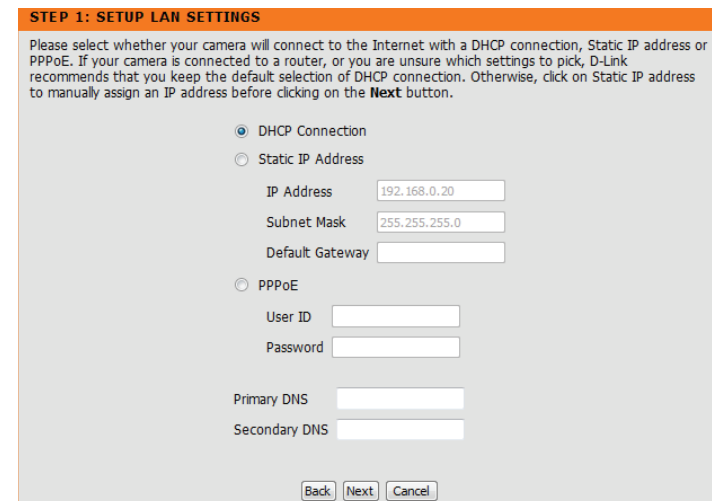 STEP 1: SETUP LAN SETTINGS
Please select whether your camera will connect to the Internet with a DHCP connection, Static IP address or
PPPoE. If your camera is connected to a router, or you are unsure which settings to pick, D-Link
recommends that you keep the default selection of DHCP connection. Otherwise, click on Static IP address
to manually assign an IP address before clicking on the Next button.
DHCP Connection
Static IP Address
IP Address 192.168.0.20
Subnet Mask 255.255.255.0
Default Gateway
PPPoE
User ID
Password
Primary DNS
Secondary DNS
Back Next Cancel